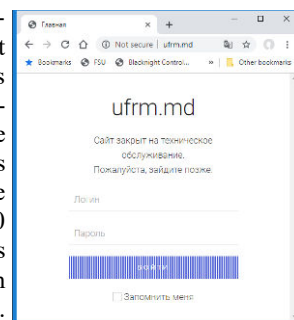 Главная
Not secure | ufrm.md
Bookmarks FSU Blacknight Control... » Other bookmarks
ufrm.md
Сайт закрыт на техническое
обслуживание.
Пожалуйста, зайдите позже.
Логин
Пароль
ВОЙТИ
Запомнить меня